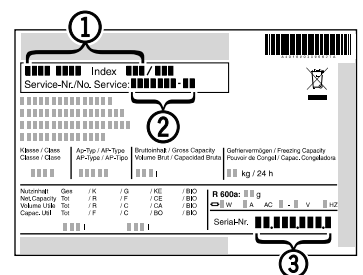 1
Index /
Service-Nr./No. Service: -
2
Klasse / Class
Classe / Clase
Ap-Typ / AP-Type
AP-Type / AP-Tipo
Bruttoinhalt / Gross Capacity
Volume Brut / Capacidad Bruta
Gefriervermögen / Freezing Capacity
Pouvoir de Congel / Capac. Congeladora
l
kg / 24 h
Nutzinhalt Ges / K / G / KE / BIO
Net.Capacity Tot / R / F / CE / BIO
Volume Utile Tot / R / C / CA / BIO
Capac. Util Tot / F / C / BO / BIO
l l
R 600a: g
W A AC - V HZ
Serial-Nr. . . .
3